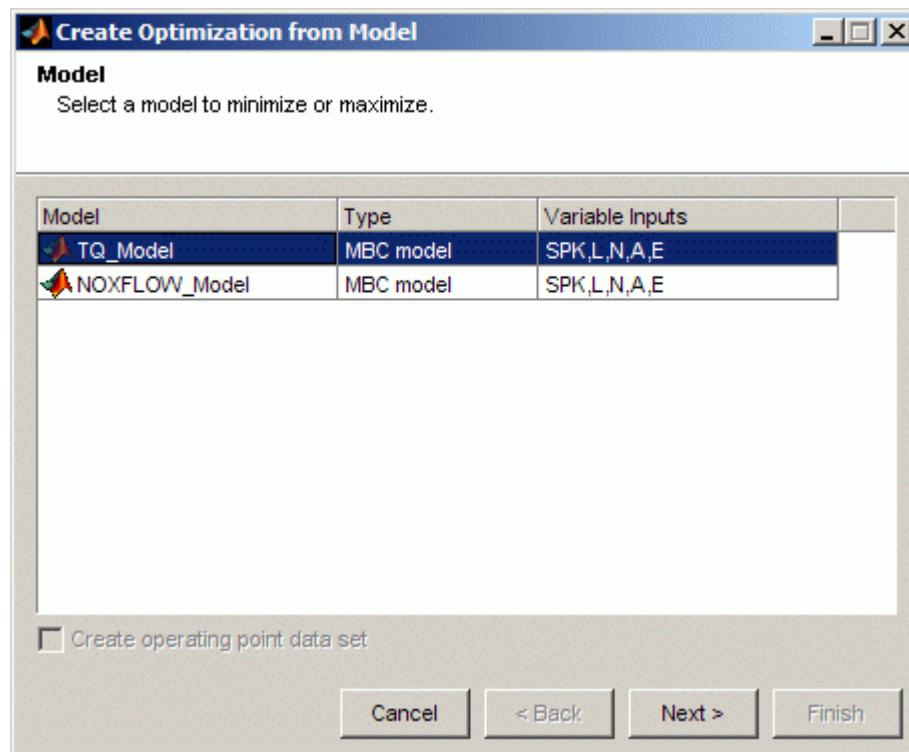 Create Optimization from Model
Model
Select a model to minimize or maximize.
Model Type Variable Inputs
TQ_Model MBC model SPK,L,N,A,E
NOXFLOW_Model MBC model SPK,L,N,A,E
Create operating point data set
Cancel < Back Next > Finish